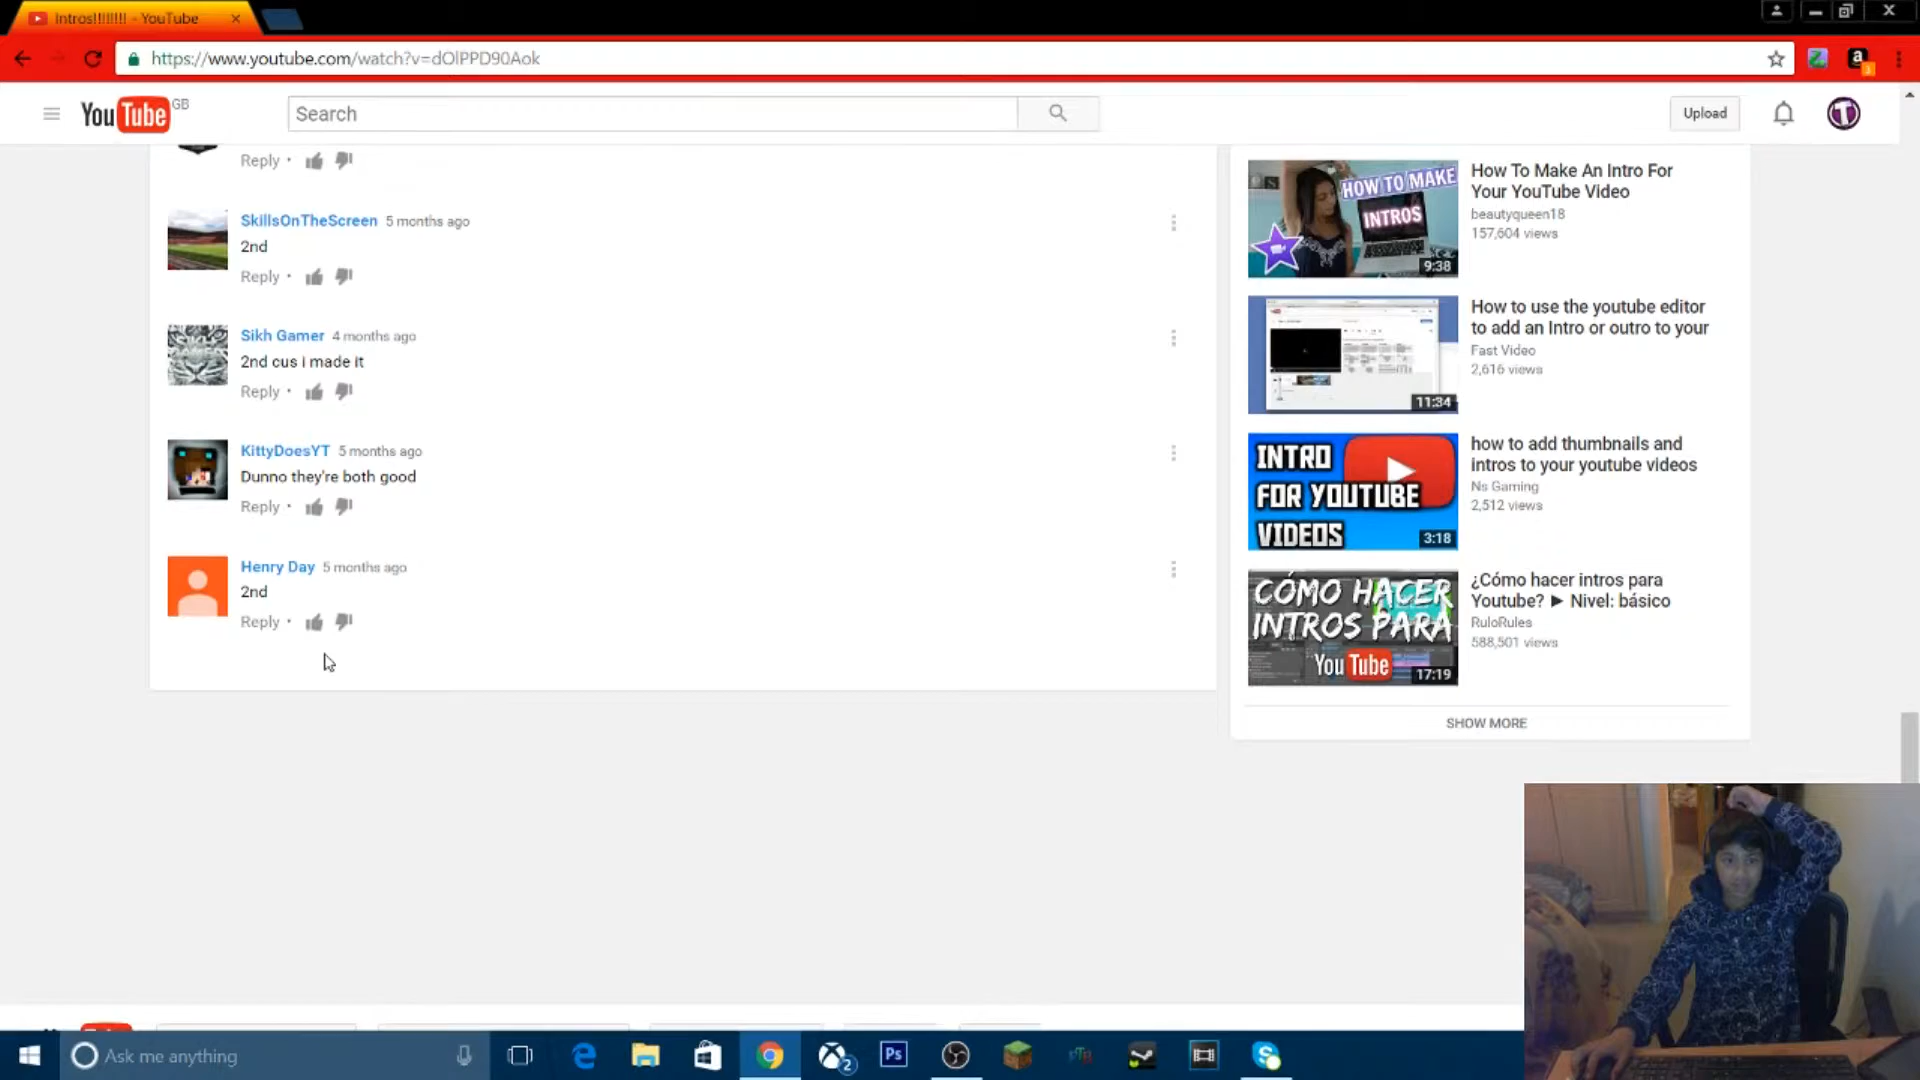 Intros!!!!!!!! - YouTube
https://www.youtube.com/watch?v=dOlPPD90Aok
YouTube GB
Search
Upload
Reply •
SkillsOnTheScreen 5 months ago
2nd
Reply •
Sikh Gamer 4 months ago
2nd cus i made it
Reply •
KittyDoesYT 5 months ago
Dunno they're both good
Reply •
Henry Day 5 months ago
2nd
Reply •
HOW TO MAKE
INTROS
9:38
How To Make An Intro For
Your YouTube Video
beautyqueen18
157,604 views
11:34
How to use the youtube editor
to add an Intro or outro to your
Fast Video
2,616 views
INTRO
FOR YOUTUBE
VIDEOS
3:18
how to add thumbnails and
intros to your youtube videos
Ns Gaming
2,512 views
CÓMO HACER
INTROS PARA
YouTube
17:19
¿Cómo hacer intros para
Youtube? ► Nivel: básico
RuloRules
588,501 views
SHOW MORE
Ask me anything
2
Ps